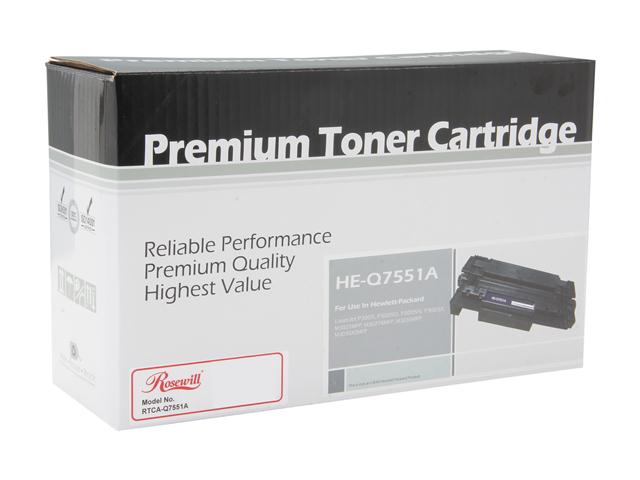 Premium Toner Cartridge
Reliable Performance
Premium Quality
Highest Value
HE-Q7551A
For Use In Hewlett-Packard
Rosewill
Model No.
RTCA-Q7551A